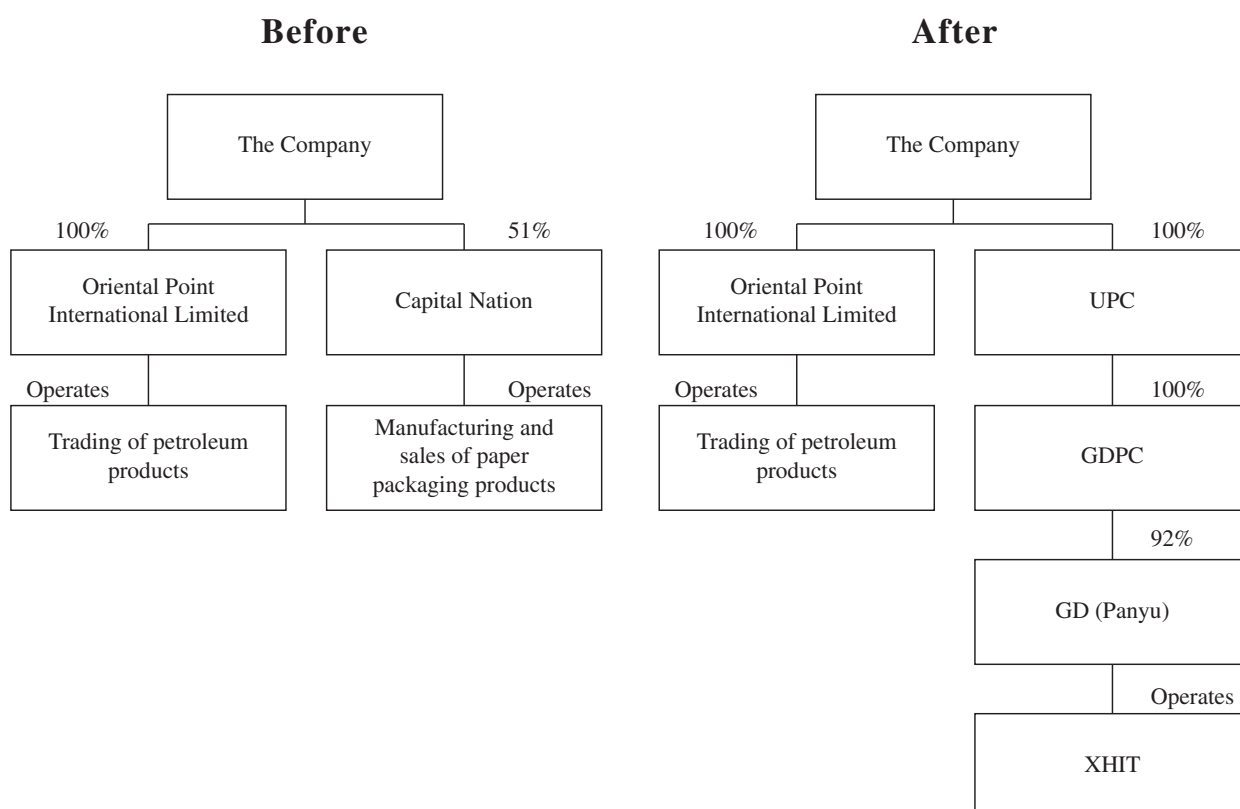 Before
The Company
100%
51%
Oriental Point
International Limited
Capital Nation
Operates
Operates
Trading of petroleum
products
Manufacturing and
sales of paper
packaging products
After
The Company
100%
100%
Oriental Point
International Limited
UPC
Operates
100%
Trading of petroleum
products
GDPC
92%
GD (Panyu)
Operates
XHIT